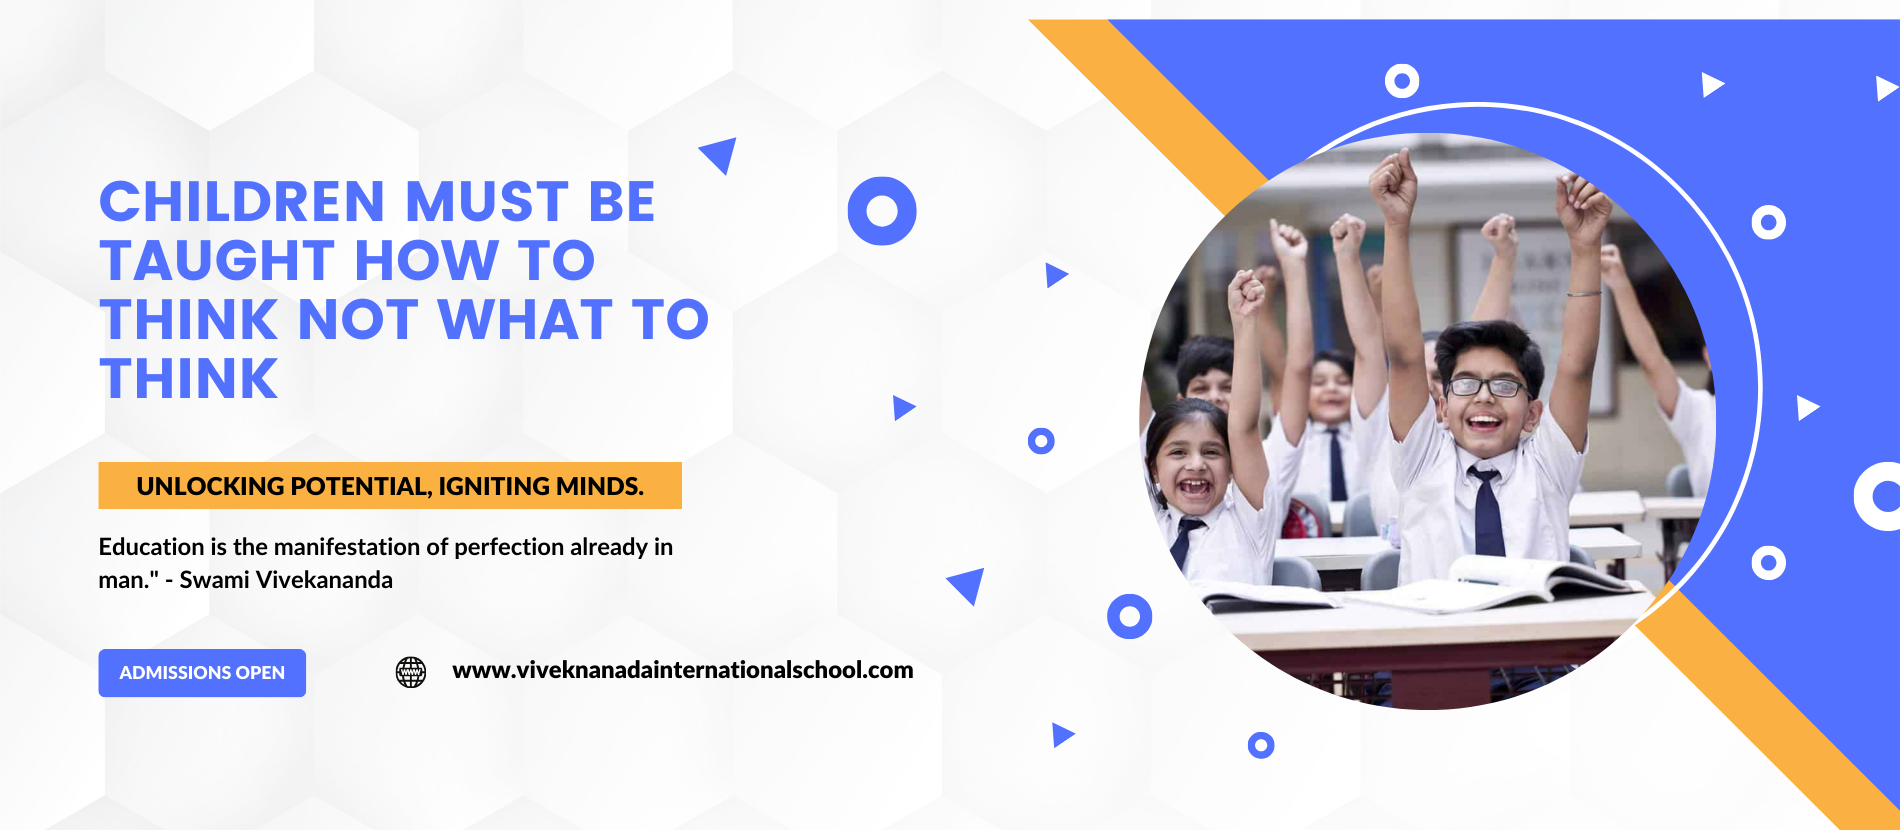 CHILDREN MUST BE
TAUGHT HOW TO
THINK NOT WHAT TO
THINK
UNLOCKING POTENTIAL, IGNITING MINDS.
Education is the manifestation of perfection already in
man." - Swami Vivekananda
ADMISSIONS OPEN
www.viveknanadainternationalschool.com